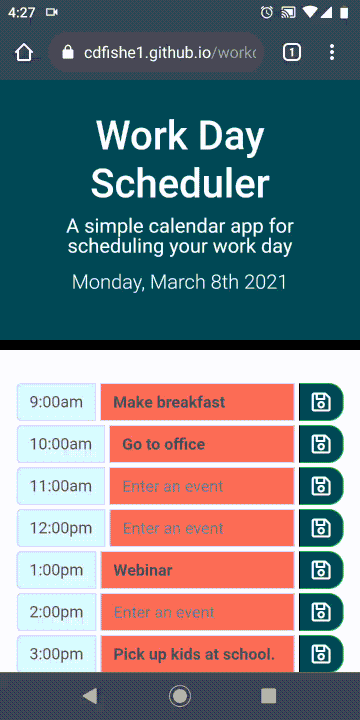 4:27
cdfishe1.github.io/work
1
Work Day
Scheduler
A simple calendar app for
scheduling your work day
Monday, March 8th 2021
9:00am Make breakfast
10:00am Go to office
11:00am Enter an event
12:00pm Enter an event
1:00pm Webinar
2:00pm Enter an event
3:00pm Pick up kids at school.